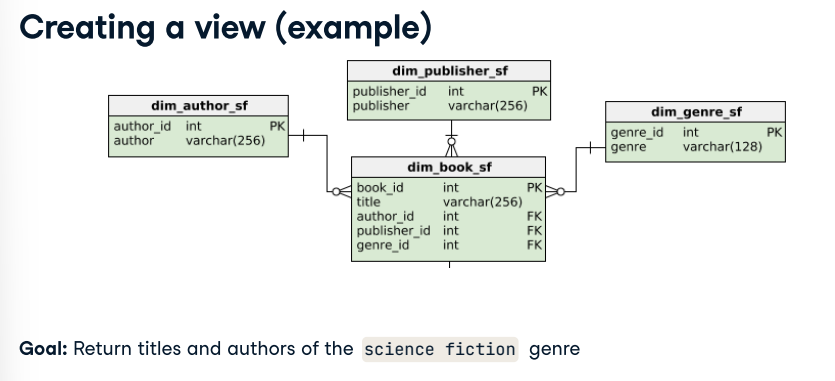 Creating a view (example)
dim_publisher_sf
publisher_id int PK
publisher varchar(256)
dim_author_sf
author_id int PK
author varchar(256)
dim_genre_sf
genre_id int PK
genre varchar(128)
dim_book_sf
book_id int PK
title varchar(256)
author_id int FK
publisher_id int FK
genre_id int FK
Goal: Return titles and authors of the science fiction genre